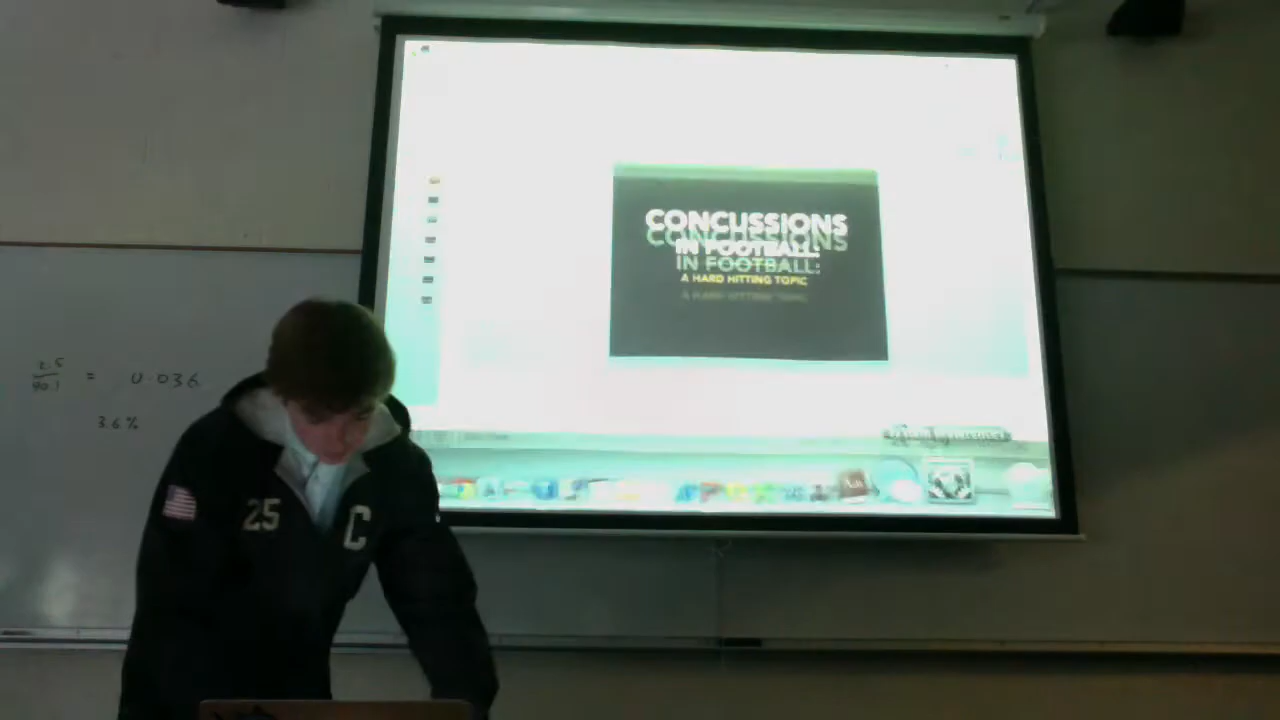 CONCUSSIONS
IN FOOTBALL:
A HARD HITTING TOPIC
= 0.036
3.6%
25
C